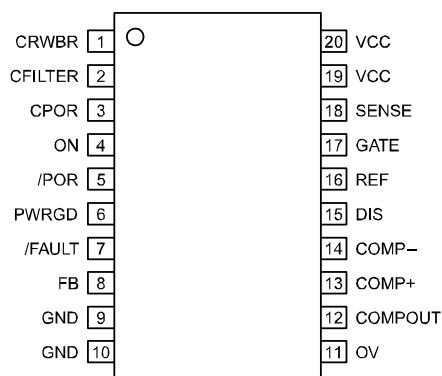 CRWBR 1 20 VCC
CFILTER 2 19 VCC
CPOR 3 18 SENSE
ON 4 17 GATE
/POR 5 16 REF
PWRGD 6 15 DIS
/FAULT 7 14 COMP−
FB 8 13 COMP+
GND 9 12 COMPOUT
GND 10 11 OV